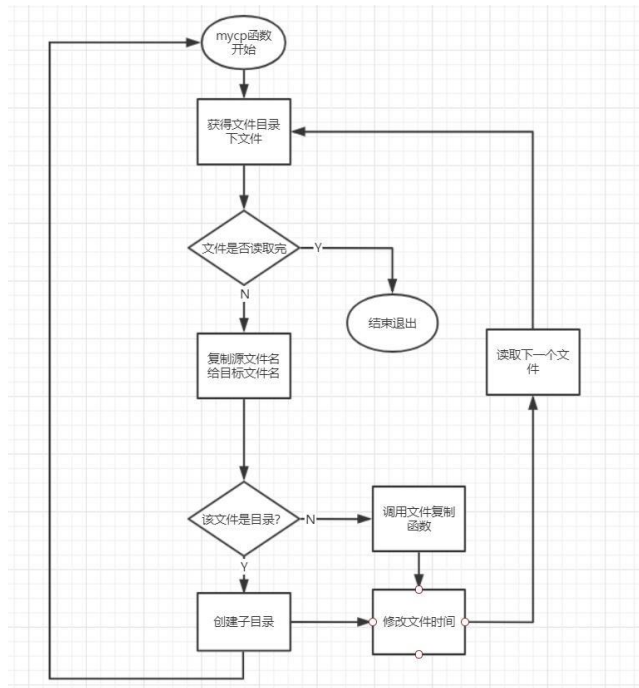 mycp函数
开始
获得文件目录
下文件
文件是否读取完
Y
N
结束退出
复制源文件名
给目标文件名
读取下一个文
件
该文件是目录?
N
调用文件复制
函数
Y
创建子目录
修改文件时间